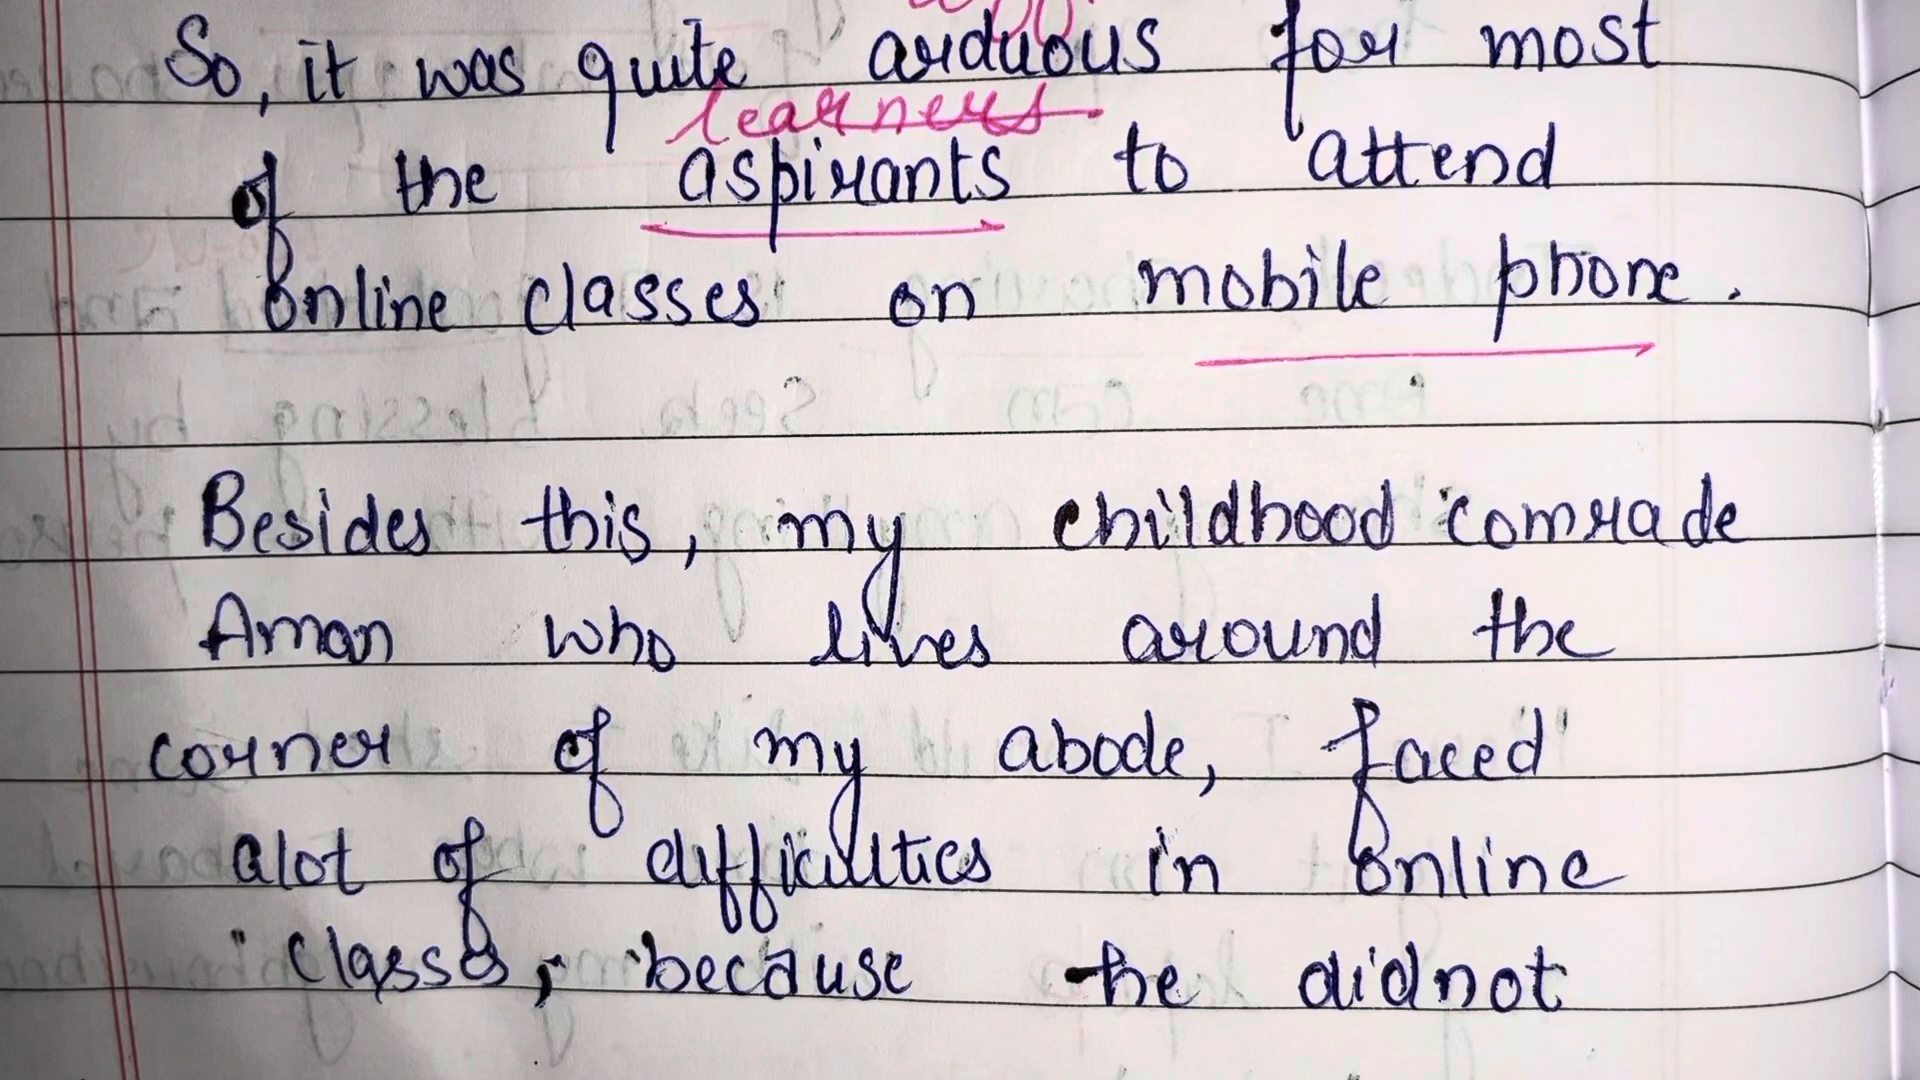 So, it was quite arduous for most
learners
of the aspirants to attend
online classes on mobile phone.
Besides this, my childhood comrade
Aman who lives around the
corner of my abode, faced
alot of difficulties in online
classes, because he didnot